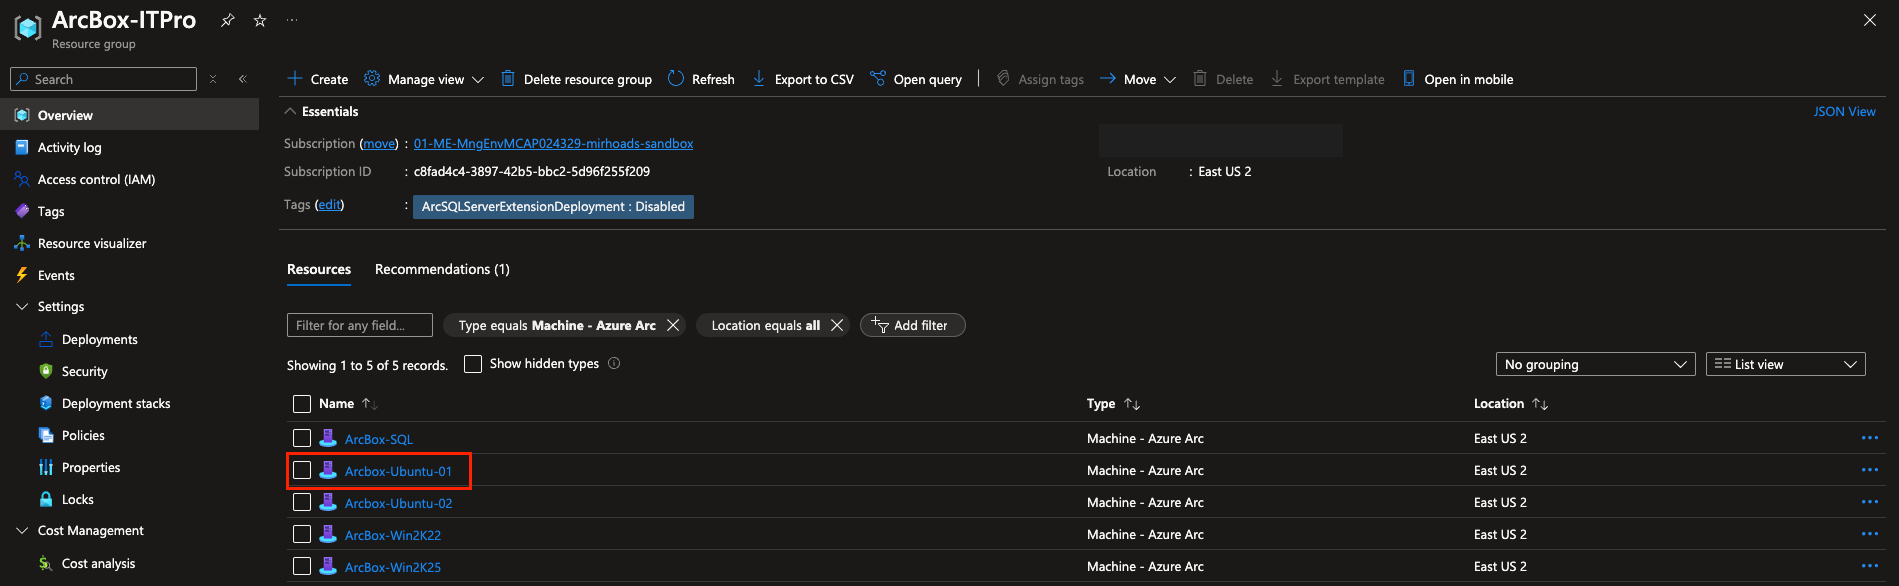 ArcBox-ITPro
Resource group
Search
Overview
Activity log
Access control (IAM)
Tags
Resource visualizer
Events
Settings
Deployments
Security
Deployment stacks
Policies
Properties
Locks
Cost Management
Cost analysis
Create Manage view Delete resource group Refresh Export to CSV Open query Assign tags Move Delete Export template Open in mobile
Essentials JSON View
Subscription (move) : 01-ME-MngEnvMCAP024329-mirhoads-sandbox
Subscription ID : c8fad4c4-3897-42b5-bbc2-5d96f255f209 Location : East US 2
Tags (edit) : ArcSQLServerExtensionDeployment : Disabled
Resources Recommendations (1)
Filter for any field... Type equals Machine - Azure Arc Location equals all Add filter
Showing 1 to 5 of 5 records. Show hidden types No grouping List view
Name Type Location
ArcBox-SQL Machine - Azure Arc East US 2
Arcbox-Ubuntu-01 Machine - Azure Arc East US 2
Arcbox-Ubuntu-02 Machine - Azure Arc East US 2
ArcBox-Win2K22 Machine - Azure Arc East US 2
ArcBox-Win2K25 Machine - Azure Arc East US 2